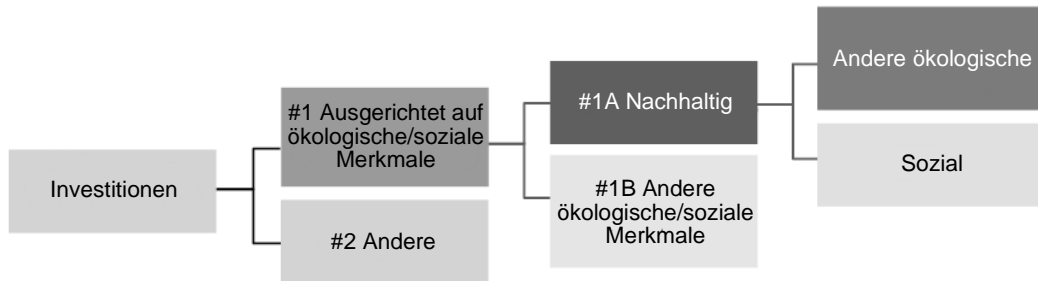 Investitionen
#1 Ausgerichtet auf
ökologische/soziale
Merkmale
#2 Andere
#1A Nachhaltig
#1B Andere
ökologische/soziale
Merkmale
Andere ökologische
Sozial